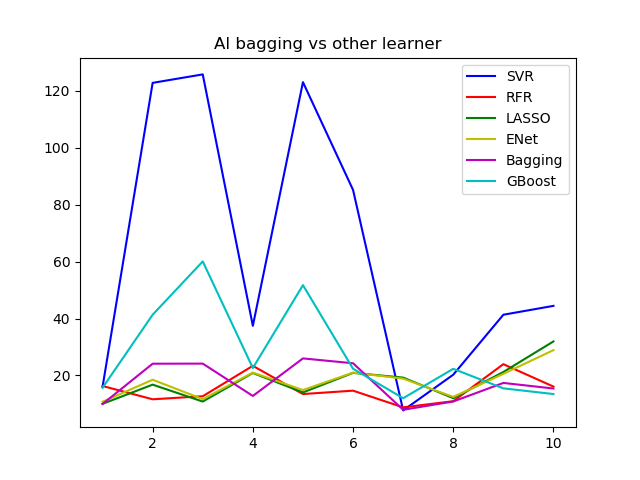 AI bagging vs other learner
SVR
RFR
LASSO
ENet
Bagging
GBoost
120
100
80
60
40
20
2 4 6 8 10